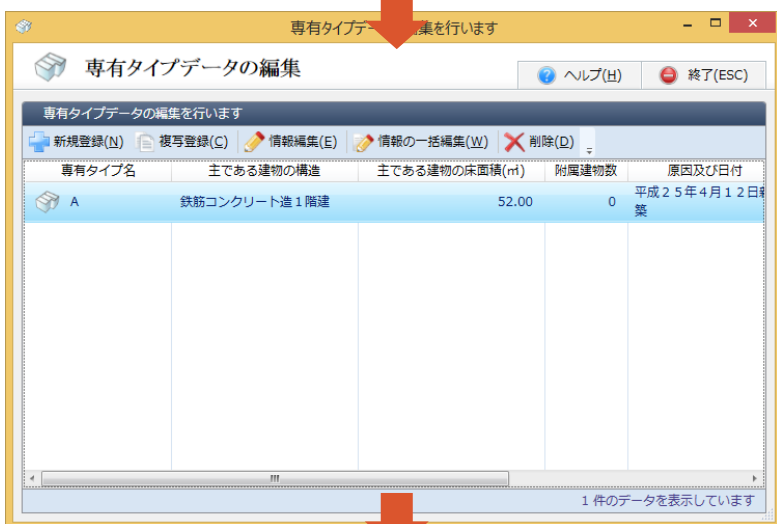 専有タイプデー 編集を行います
専有タイプデータの編集
ヘルプ(H)
終了(ESC)
専有タイプデータの編集を行います
新規登録(N) 複写登録(C) 情報編集(E) 情報の一括編集(W) 削除(D)
専有タイプ名 主である建物の構造 主である建物の床面積(㎡) 附属建物数 原因及び日付
A 鉄筋コンクリート造1階建 52.00 0 平成25年4月12日新
築
1 件のデータを表示しています